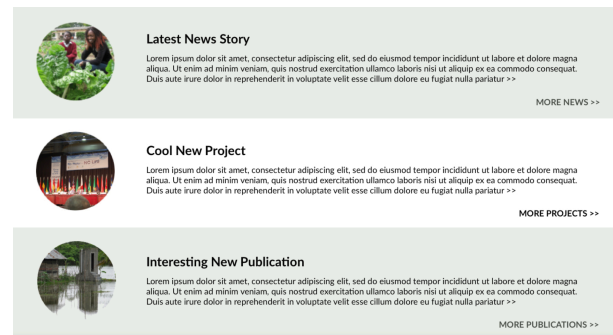 Latest News Story
Lorem ipsum dolor sit amet, consectetur adipiscing elit, sed do eiusmod tempor incididunt ut labore et dolore magna
aliqua. Ut enim ad minim veniam, quis nostrud exercitation ullamco laboris nisi ut aliquip ex ea commodo consequat.
Duis aute irure dolor in reprehenderit in voluptate velit esse cillum dolore eu fugiat nulla pariatur >>
MORE NEWS >>
Cool New Project
Lorem ipsum dolor sit amet, consectetur adipiscing elit, sed do eiusmod tempor incididunt ut labore et dolore magna
aliqua. Ut enim ad minim veniam, quis nostrud exercitation ullamco laboris nisi ut aliquip ex ea commodo consequat.
Duis aute irure dolor in reprehenderit in voluptate velit esse cillum dolore eu fugiat nulla pariatur >>
MORE PROJECTS >>
Interesting New Publication
Lorem ipsum dolor sit amet, consectetur adipiscing elit, sed do eiusmod tempor incididunt ut labore et dolore magna
aliqua. Ut enim ad minim veniam, quis nostrud exercitation ullamco laboris nisi ut aliquip ex ea commodo consequat.
Duis aute irure dolor in reprehenderit in voluptate velit esse cillum dolore eu fugiat nulla pariatur >>
MORE PUBLICATIONS >>